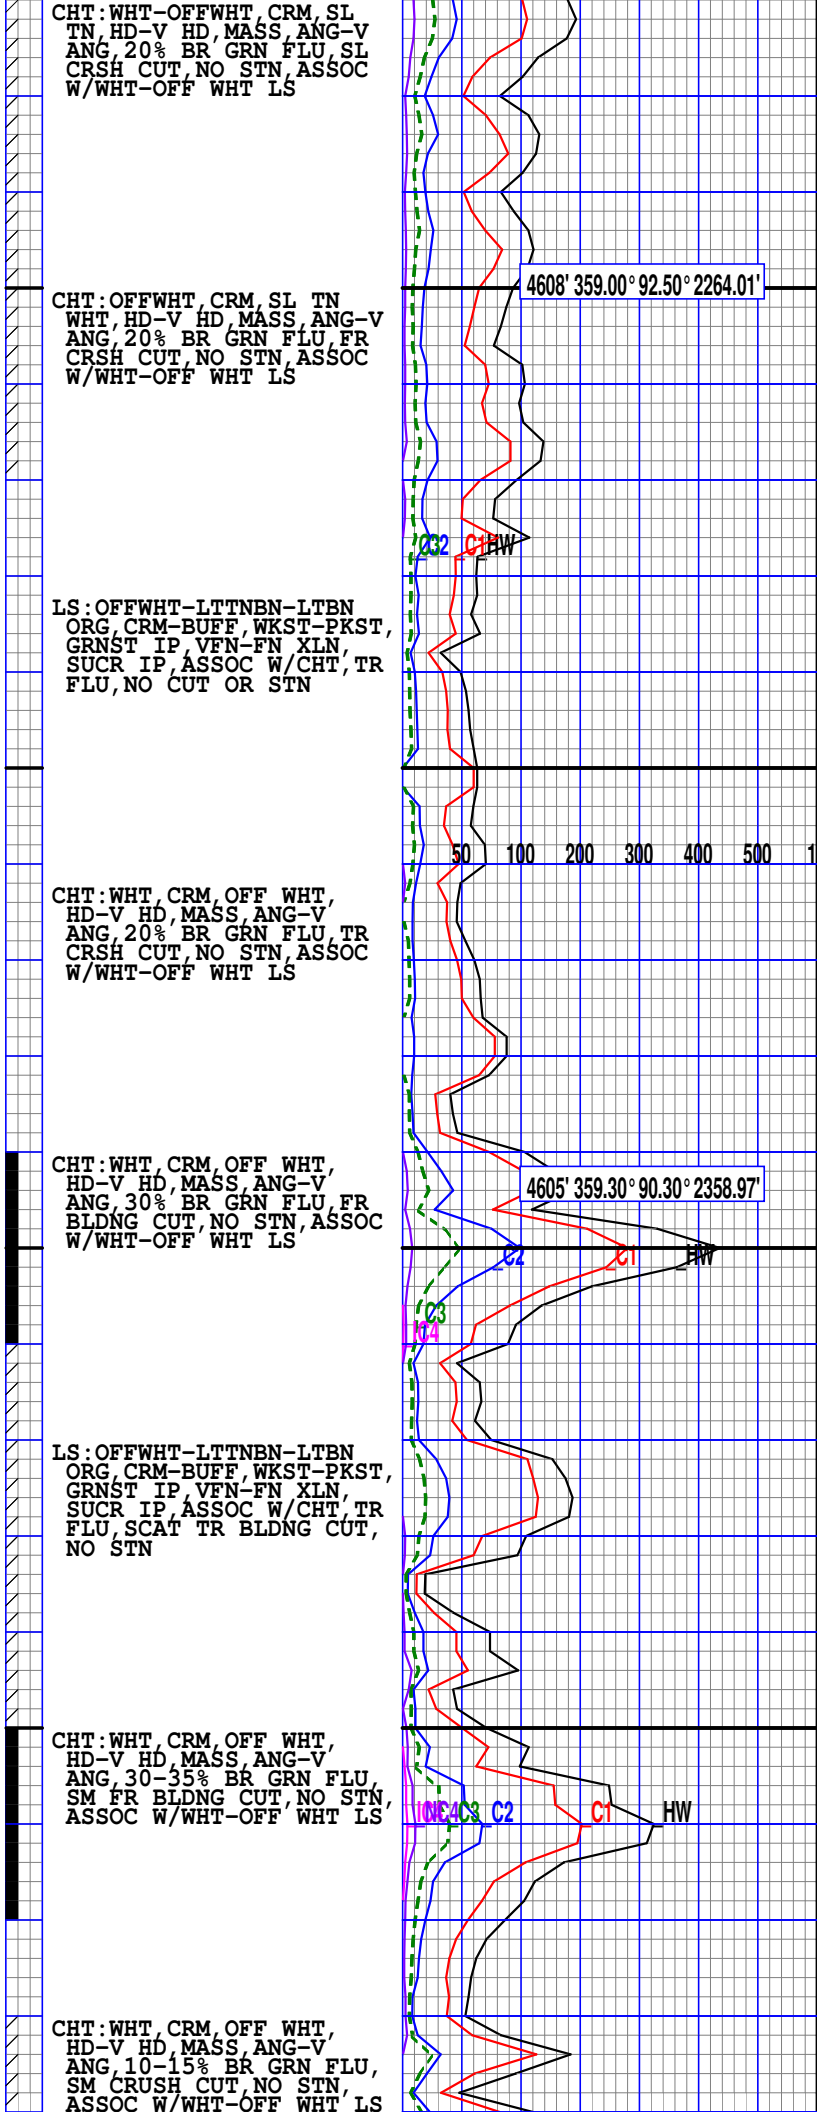 CHT:WHT-OFFWHT,CRM,SL
TN,HD-V HD,MASS,ANG-V
ANG,20% BR GRN FLU,SL
CRSH CUT,NO STN,ASSOC
W/WHT-OFF WHT LS
4608' 359.00° 92.50° 2264.01'
CHT:OFFWHT,CRM,SL TN
WHT,HD-V HD,MASS,ANG-V
ANG,20% BR GRN FLU,FR
CRSH CUT,NO STN,ASSOC
W/WHT-OFF WHT LS
C3 C2 C1 HW
LS:OFFWHT-LTTNBN-LTBN
ORG,CRM-BUFF,WKST-PKST,
GRNST IP,VFN-FN XLN,
SUCR IP,ASSOC W/CHT,TR
FLU,NO CUT OR STN
50 100 200 300 400 500 1
CHT:WHT,CRM,OFF WHT,
HD-V HD,MASS,ANG-V
ANG,20% BR GRN FLU,TR
CRSH CUT,NO STN,ASSOC
W/WHT-OFF WHT LS
CHT:WHT,CRM,OFF WHT,
HD-V HD,MASS,ANG-V
ANG,30% BR GRN FLU,FR
BLDNG CUT,NO STN,ASSOC
W/WHT-OFF WHT LS
4605' 359.30° 90.30° 2358.97'
C2 C1 HW
C3
IC4
LS:OFFWHT-LTTNBN-LTBN
ORG,CRM-BUFF,WKST-PKST,
GRNST IP,VFN-FN XLN,
SUCR IP,ASSOC W/CHT,TR
FLU,SCAT TR BLDNG CUT,
NO STN
CHT:WHT,CRM,OFF WHT,
HD-V HD,MASS,ANG-V
ANG,30-35% BR GRN FLU,
SM FR BLDNG CUT,NO STN,
ASSOC W/WHT-OFF WHT LS
IC4 NC4 C3 C2 C1 HW
CHT:WHT,CRM,OFF WHT,
HD-V HD,MASS,ANG-V
ANG,10-15% BR GRN FLU,
SM CRUSH CUT,NO STN,
ASSOC W/WHT-OFF WHT LS